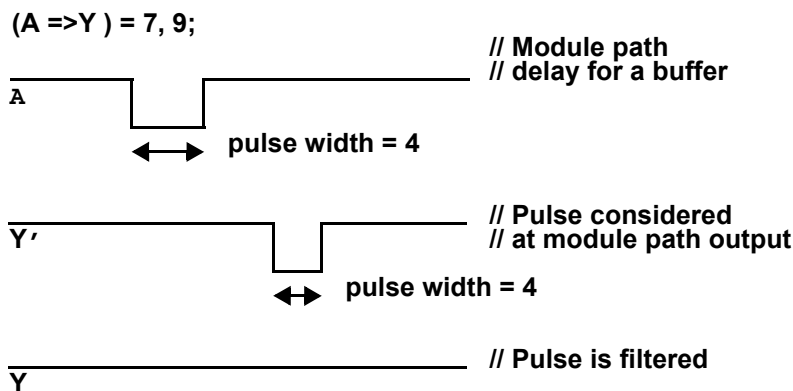 (A =>Y ) = 7, 9;
// Module path
// delay for a buffer
A
pulse width = 4
// Pulse considered
// at module path output
Y′
pulse width = 4
// Pulse is filtered
Y